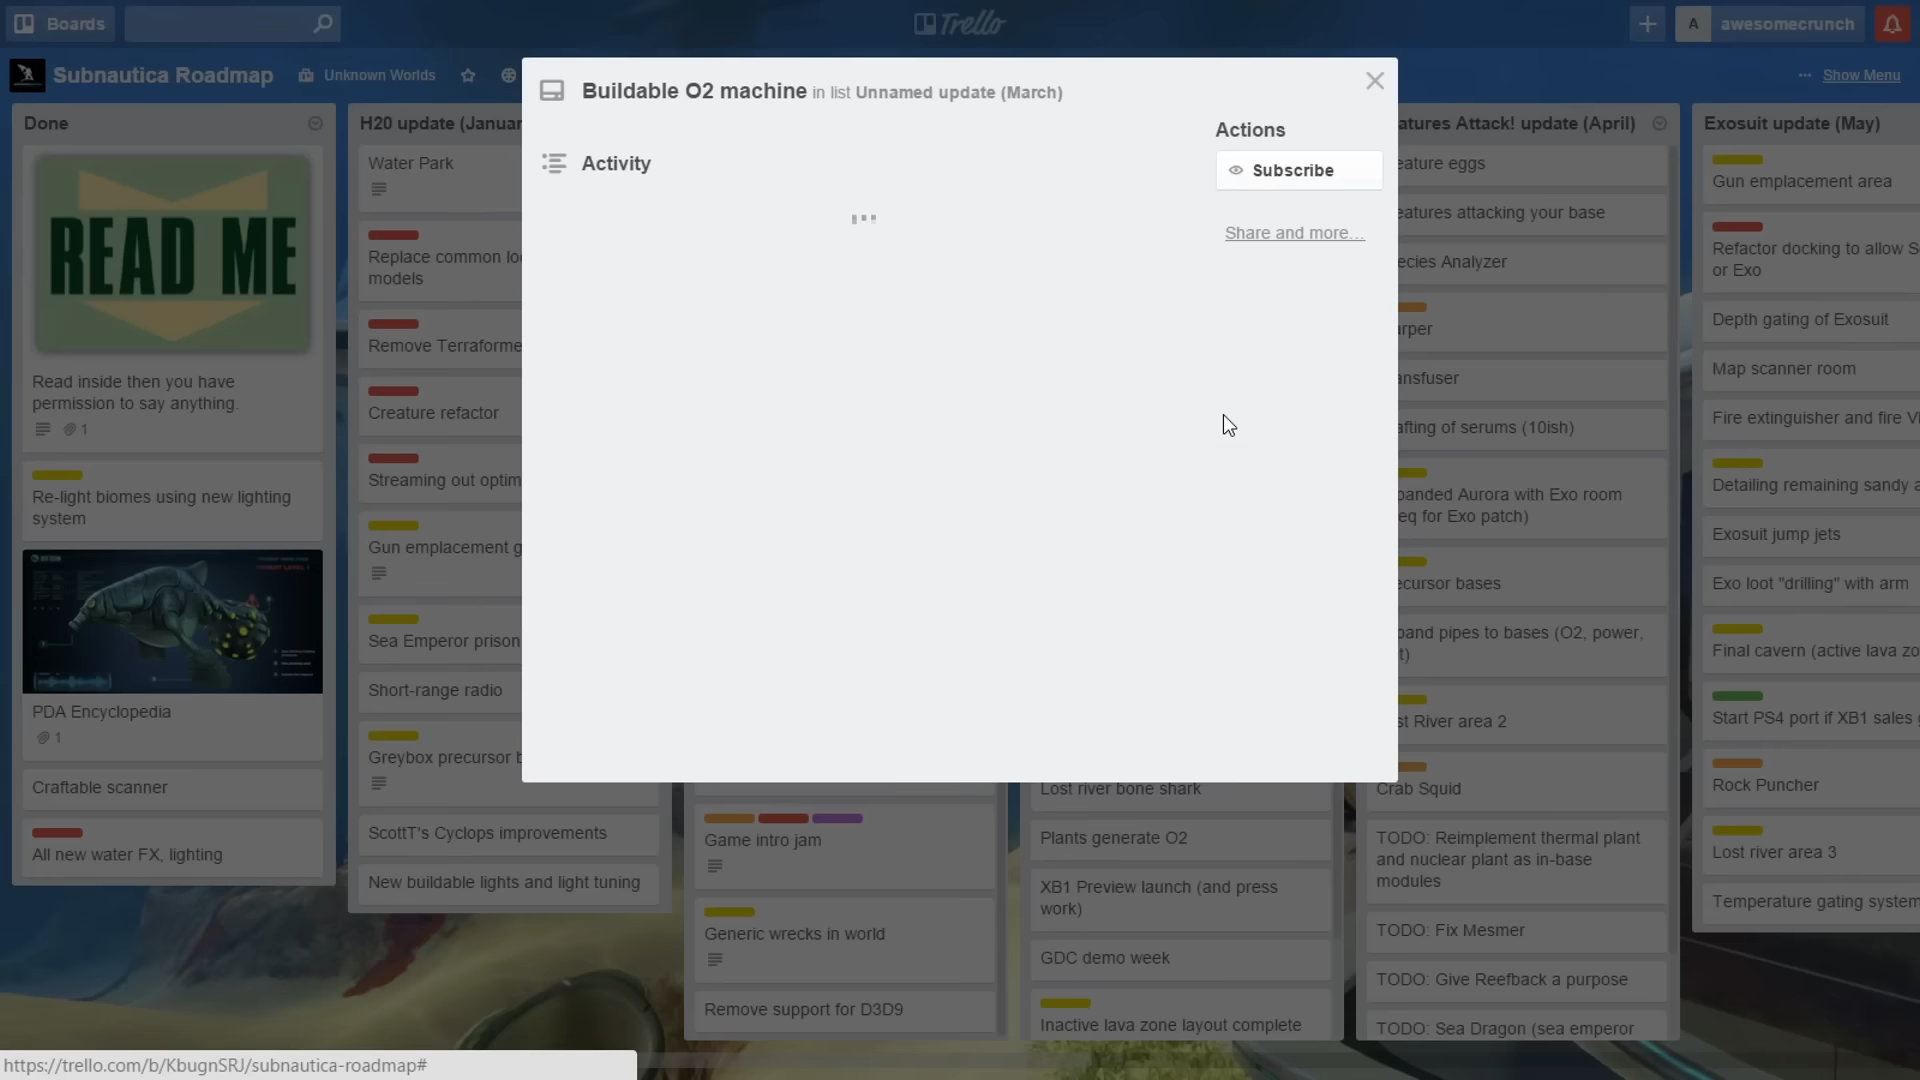 Boards
Trello
A awesomecrunch
Subnautica Roadmap
Unknown Worlds
Show Menu
Done
READ ME
Read inside then you have
permission to say anything.
1
Re-light biomes using new lighting
system
PDA Encyclopedia
1
Craftable scanner
All new water FX, lighting
H20 update (Januar
Water Park
Replace common lo
models
Remove Terraforme
Creature refactor
Streaming out optim
Gun emplacement g
Sea Emperor prison
Short-range radio
Greybox precursor b
ScottT's Cyclops improvements
New buildable lights and light tuning
Buildable O2 machine in list Unnamed update (March)
Activity
Actions
Subscribe
Share and more...
Game intro jam
Generic wrecks in world
Remove support for D3D9
Lost river bone shark
Plants generate O2
XB1 Preview launch (and press
work)
GDC demo week
Inactive lava zone layout complete
atures Attack! update (April)
eature eggs
eatures attacking your base
ecies Analyzer
arper
ansfuser
afting of serums (10ish)
panded Aurora with Exo room
eq for Exo patch)
ecursor bases
pand pipes to bases (O2, power,
t)
st River area 2
Crab Squid
TODO: Reimplement thermal plant
and nuclear plant as in-base
modules
TODO: Fix Mesmer
TODO: Give Reefback a purpose
TODO: Sea Dragon (sea emperor
Exosuit update (May)
Gun emplacement area
Refactor docking to allow S
or Exo
Depth gating of Exosuit
Map scanner room
Fire extinguisher and fire V
Detailing remaining sandy a
Exosuit jump jets
Exo loot "drilling" with arm
Final cavern (active lava zo
Start PS4 port if XB1 sales
Rock Puncher
Lost river area 3
Temperature gating system
https://trello.com/b/KbugnSRJ/subnautica-roadmap#